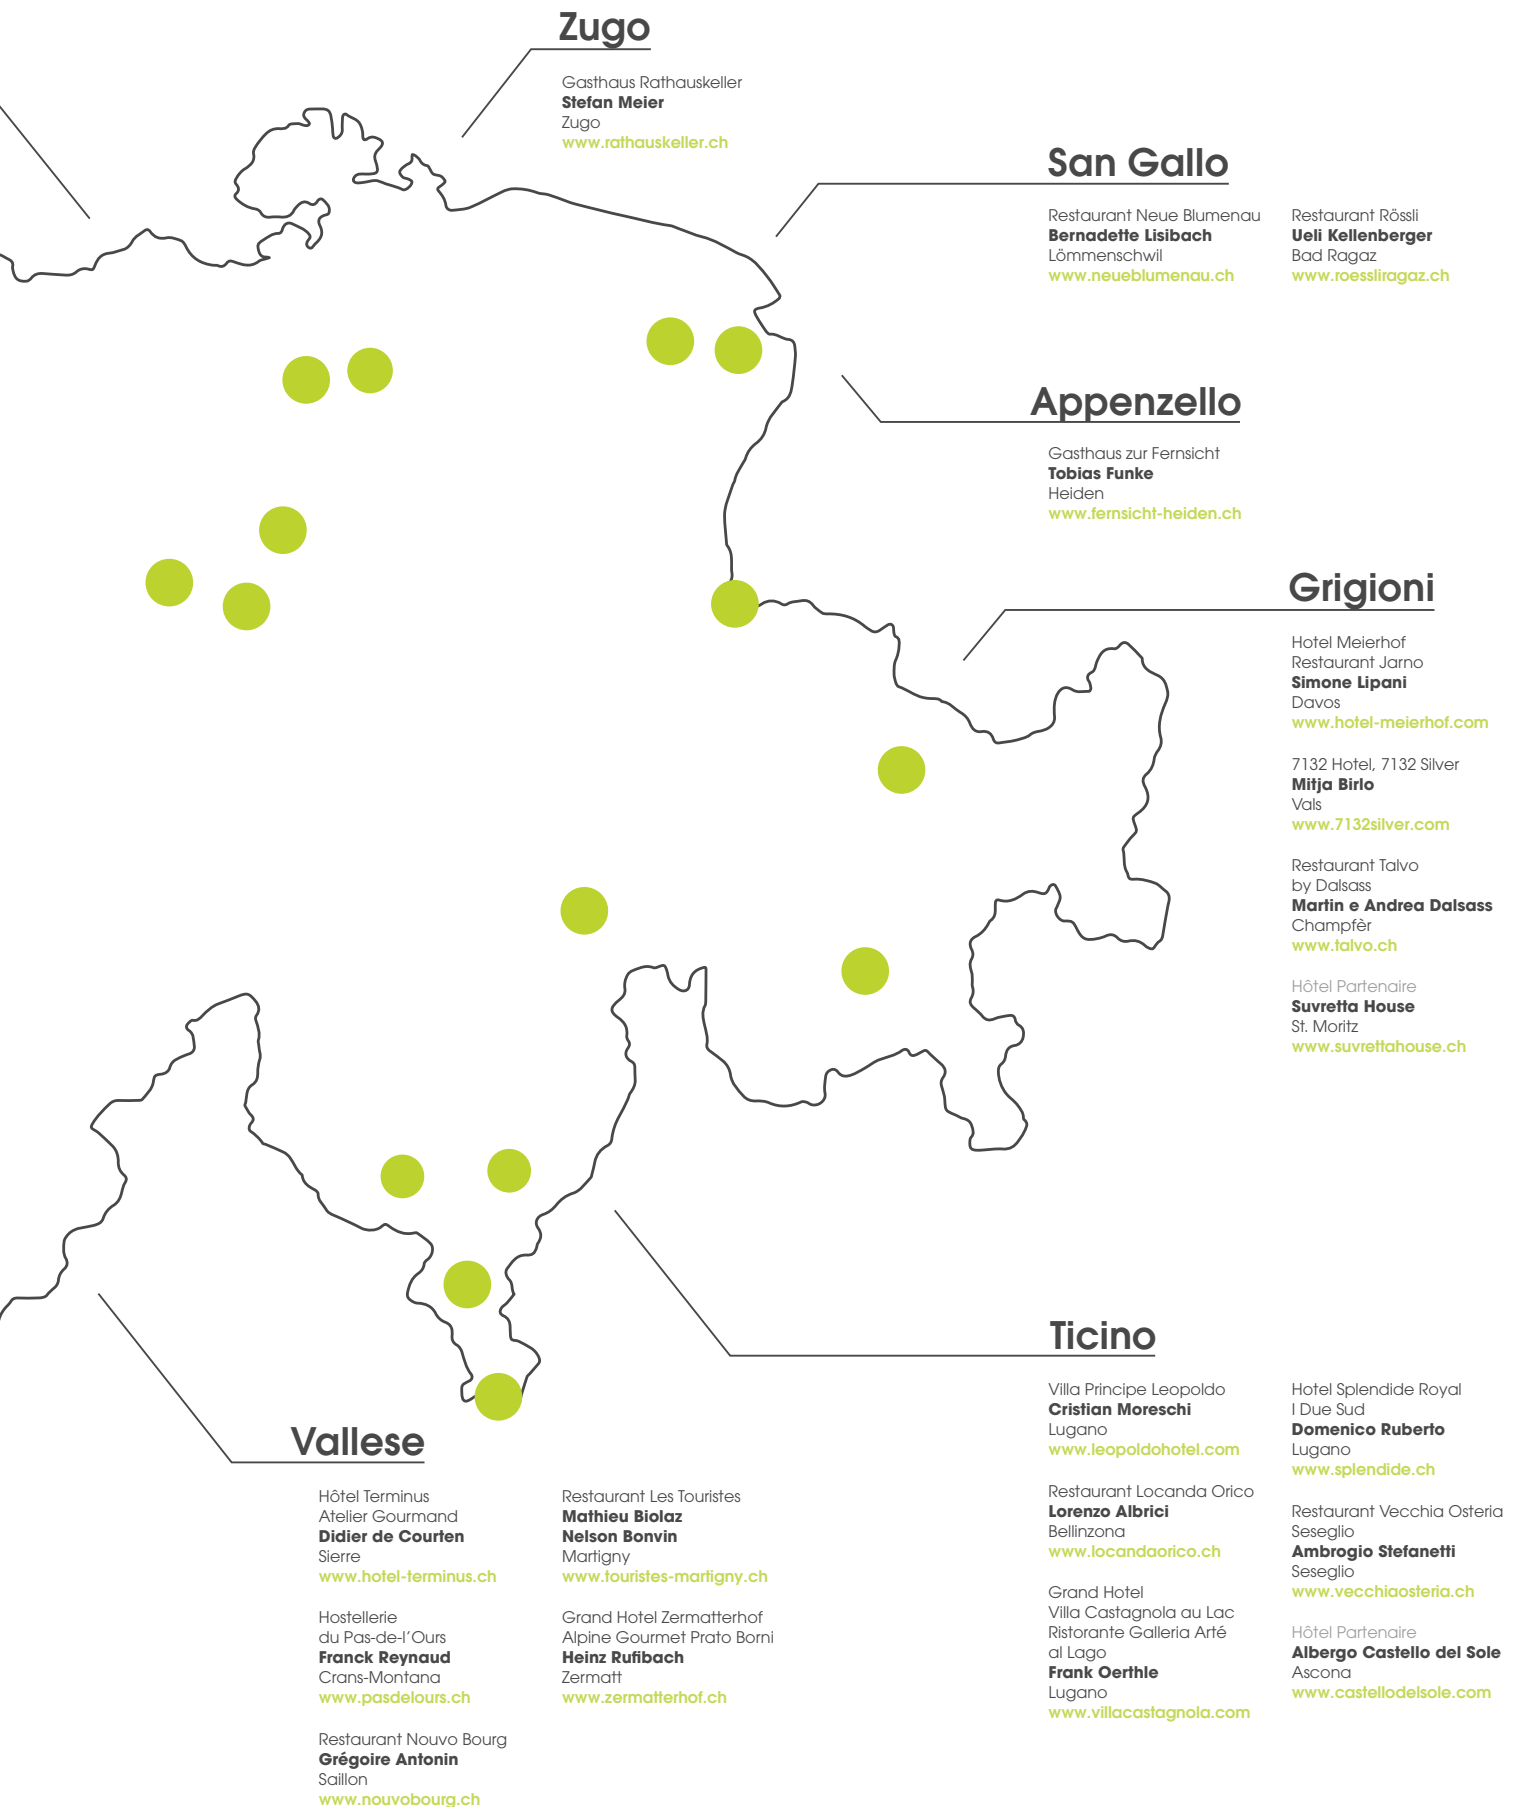 Zugo
Gasthaus Rathauskeller
Stefan Meier
Zugo
www.rathauskeller.ch
San Gallo
Restaurant Neue Blumenau
Bernadette Lisibach
Lömmenschwil
www.neueblumenau.ch
Restaurant Rössli
Ueli Kellenberger
Bad Ragaz
www.roessliragaz.ch
Appenzello
Gasthaus zur Fernsicht
Tobias Funke
Heiden
www.fernsicht-heiden.ch
Grigioni
Hotel Meierhof
Restaurant Jarno
Simone Lipani
Davos
www.hotel-meierhof.com
7132 Hotel, 7132 Silver
Mitja Birlo
Vals
www.7132silver.com
Restaurant Talvo
by Dalsass
Martin e Andrea Dalsass
Champfèr
www.talvo.ch
Hôtel Partenaire
Suvretta House
St. Moritz
www.suvrettahouse.ch
Ticino
Villa Principe Leopoldo
Cristian Moreschi
Lugano
www.leopoldohotel.com
Restaurant Locanda Orico
Lorenzo Albrici
Bellinzona
www.locandaorico.ch
Grand Hotel
Villa Castagnola au Lac
Ristorante Galleria Arté
al Lago
Frank Oerthle
Lugano
www.villacastagnola.com
Hotel Splendide Royal
I Due Sud
Domenico Ruberto
Lugano
www.splendide.ch
Restaurant Vecchia Osteria
Seseglio
Ambrogio Stefanetti
Seseglio
www.vecchiaosteria.ch
Hôtel Partenaire
Albergo Castello del Sole
Ascona
www.castellodelsole.com
Vallese
Hôtel Terminus
Atelier Gourmand
Didier de Courten
Sierre
www.hotel-terminus.ch
Hostellerie
du Pas-de-l'Ours
Franck Reynaud
Crans-Montana
www.pasdelours.ch
Restaurant Nouvo Bourg
Grégoire Antonin
Saillon
www.nouvobourg.ch
Restaurant Les Touristes
Mathieu Biolaz
Nelson Bonvin
Martigny
www.touristes-martigny.ch
Grand Hotel Zermatterhof
Alpine Gourmet Prato Borni
Heinz Rufibach
Zermatt
www.zermatterhof.ch